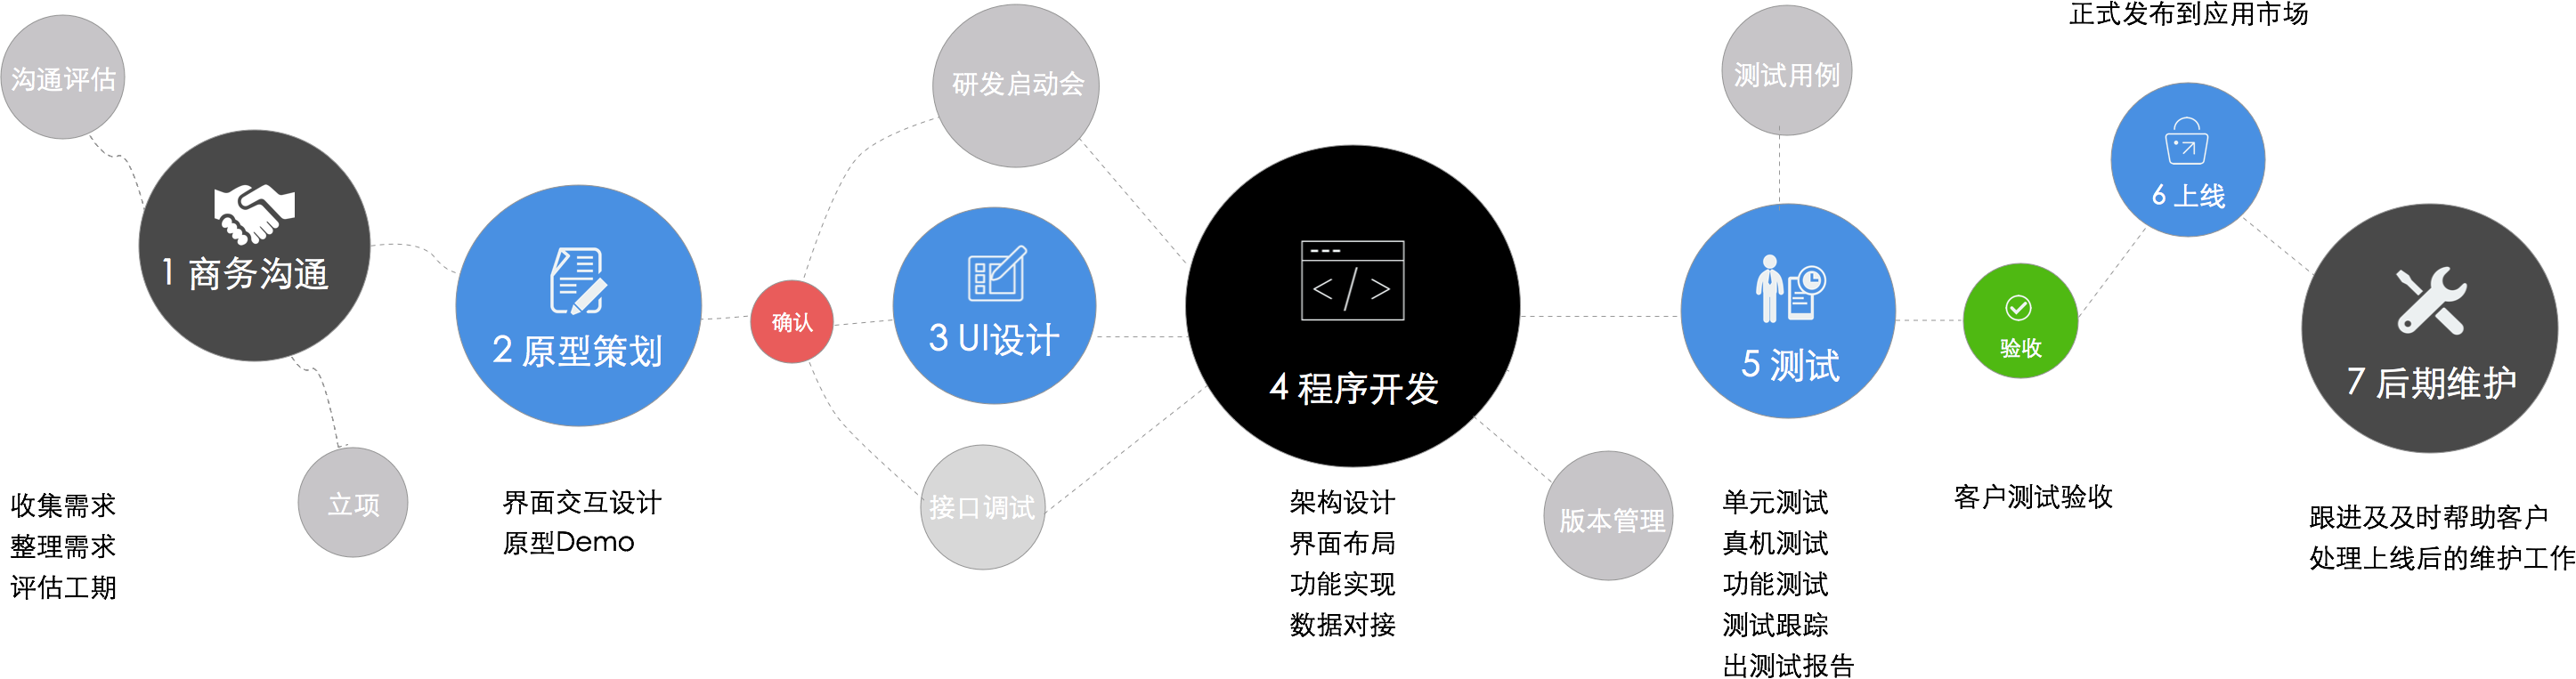 沟通评估
1 商务沟通
立项
收集需求
整理需求
评估工期
2 原型策划
界面交互设计
原型Demo
确认
研发启动会
3 UI设计
接口调试
4 程序开发
架构设计
界面布局
功能实现
数据对接
版本管理
测试用例
5 测试
单元测试
真机测试
功能测试
测试跟踪
出测试报告
验收
客户测试验收
正式发布到应用市场
6 上线
7 后期维护
跟进及及时帮助客户
处理上线后的维护工作